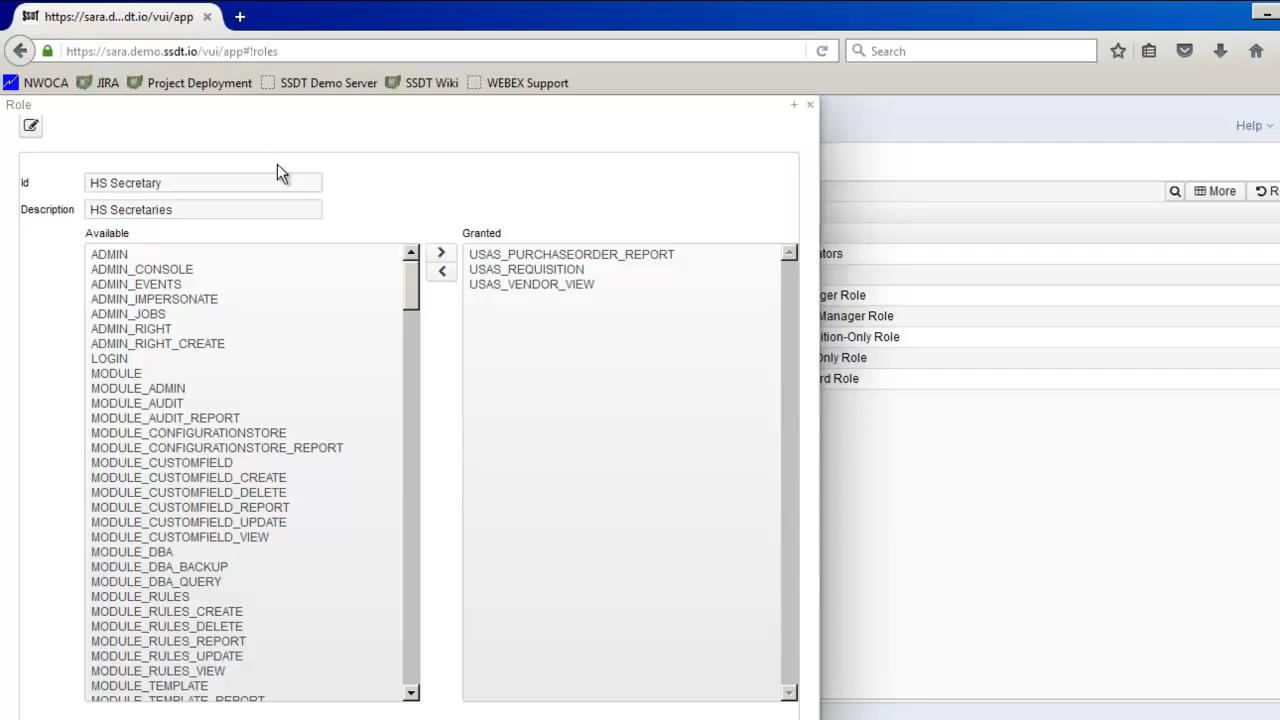 SSDT https://sara.d...dt.io/vui/app
https://sara.demo.ssdt.io/vui/app#!roles
Search
NWOCA JIRA Project Deployment SSDT Demo Server SSDT Wiki WEBEX Support
Role
Help
Id HS Secretary
More R
Description HS Secretaries
Available Granted
ADMIN
ADMIN_CONSOLE
ADMIN_EVENTS
ADMIN_IMPERSONATE
ADMIN_JOBS
ADMIN_RIGHT
ADMIN_RIGHT_CREATE
LOGIN
MODULE
MODULE_ADMIN
MODULE_AUDIT
MODULE_AUDIT_REPORT
MODULE_CONFIGURATIONSTORE
MODULE_CONFIGURATIONSTORE_REPORT
MODULE_CUSTOMFIELD
MODULE_CUSTOMFIELD_CREATE
MODULE_CUSTOMFIELD_DELETE
MODULE_CUSTOMFIELD_REPORT
MODULE_CUSTOMFIELD_UPDATE
MODULE_CUSTOMFIELD_VIEW
MODULE_DBA
MODULE_DBA_BACKUP
MODULE_DBA_QUERY
MODULE_RULES
MODULE_RULES_CREATE
MODULE_RULES_DELETE
MODULE_RULES_REPORT
MODULE_RULES_UPDATE
MODULE_RULES_VIEW
MODULE_TEMPLATE
MODULE_TEMPLATE_REPORT
USAS_PURCHASEORDER_REPORT
USAS_REQUISITION
USAS_VENDOR_VIEW
ators
ger Role
Manager Role
ition-Only Role
Only Role
rd Role